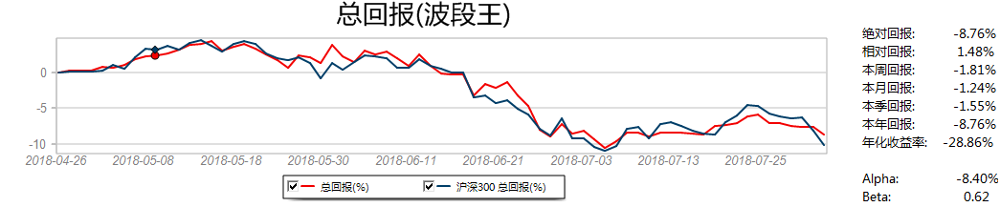 总回报(波段王)
绝对回报: -8.76%
相对回报: 1.48%
本周回报: -1.81%
本月回报: -1.24%
本季回报: -1.55%
本年回报: -8.76%
年化收益率: -28.86%
Alpha: -8.40%
Beta: 0.62
0
-5
-10
2018-04-26 2018-05-08 2018-05-18 2018-05-30 2018-06-11 2018-06-21 2018-07-03 2018-07-13 2018-07-25
总回报(%) 沪深300 总回报(%)